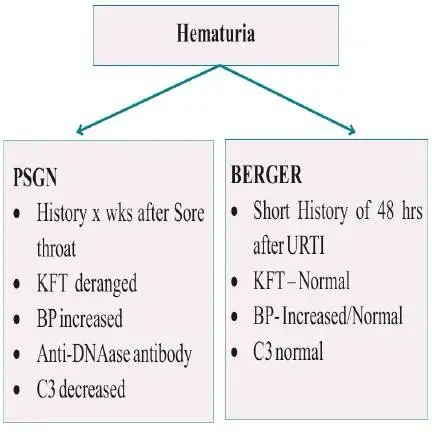 Hematuria
PSGN
• History x wks after Sore
throat
• KFT deranged
• BP increased
• Anti-DNAase antibody
• C3 decreased
BERGER
• Short History of 48 hrs
after URTI
• KFT – Normal
• BP- Increased/Normal
• C3 normal